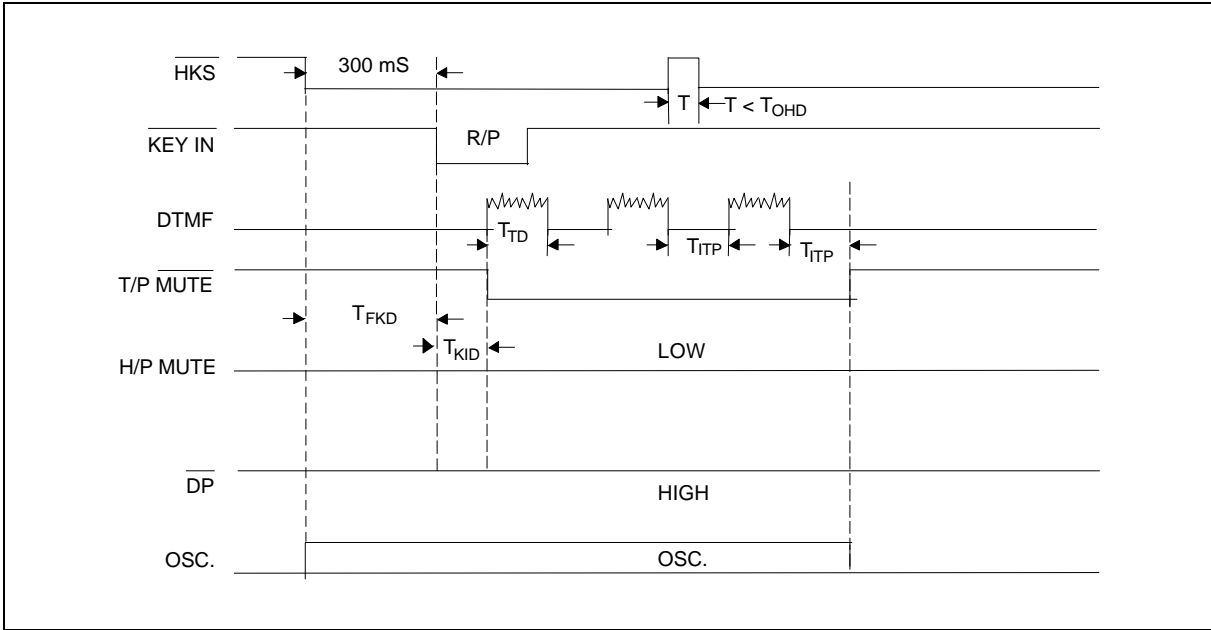 HKS
300 mS
T
T < TOHD
KEY IN
R/P
DTMF
TTD
TITP
TITP
T/P MUTE
TFKD
TKID
LOW
H/P MUTE
DP
HIGH
OSC.
OSC.